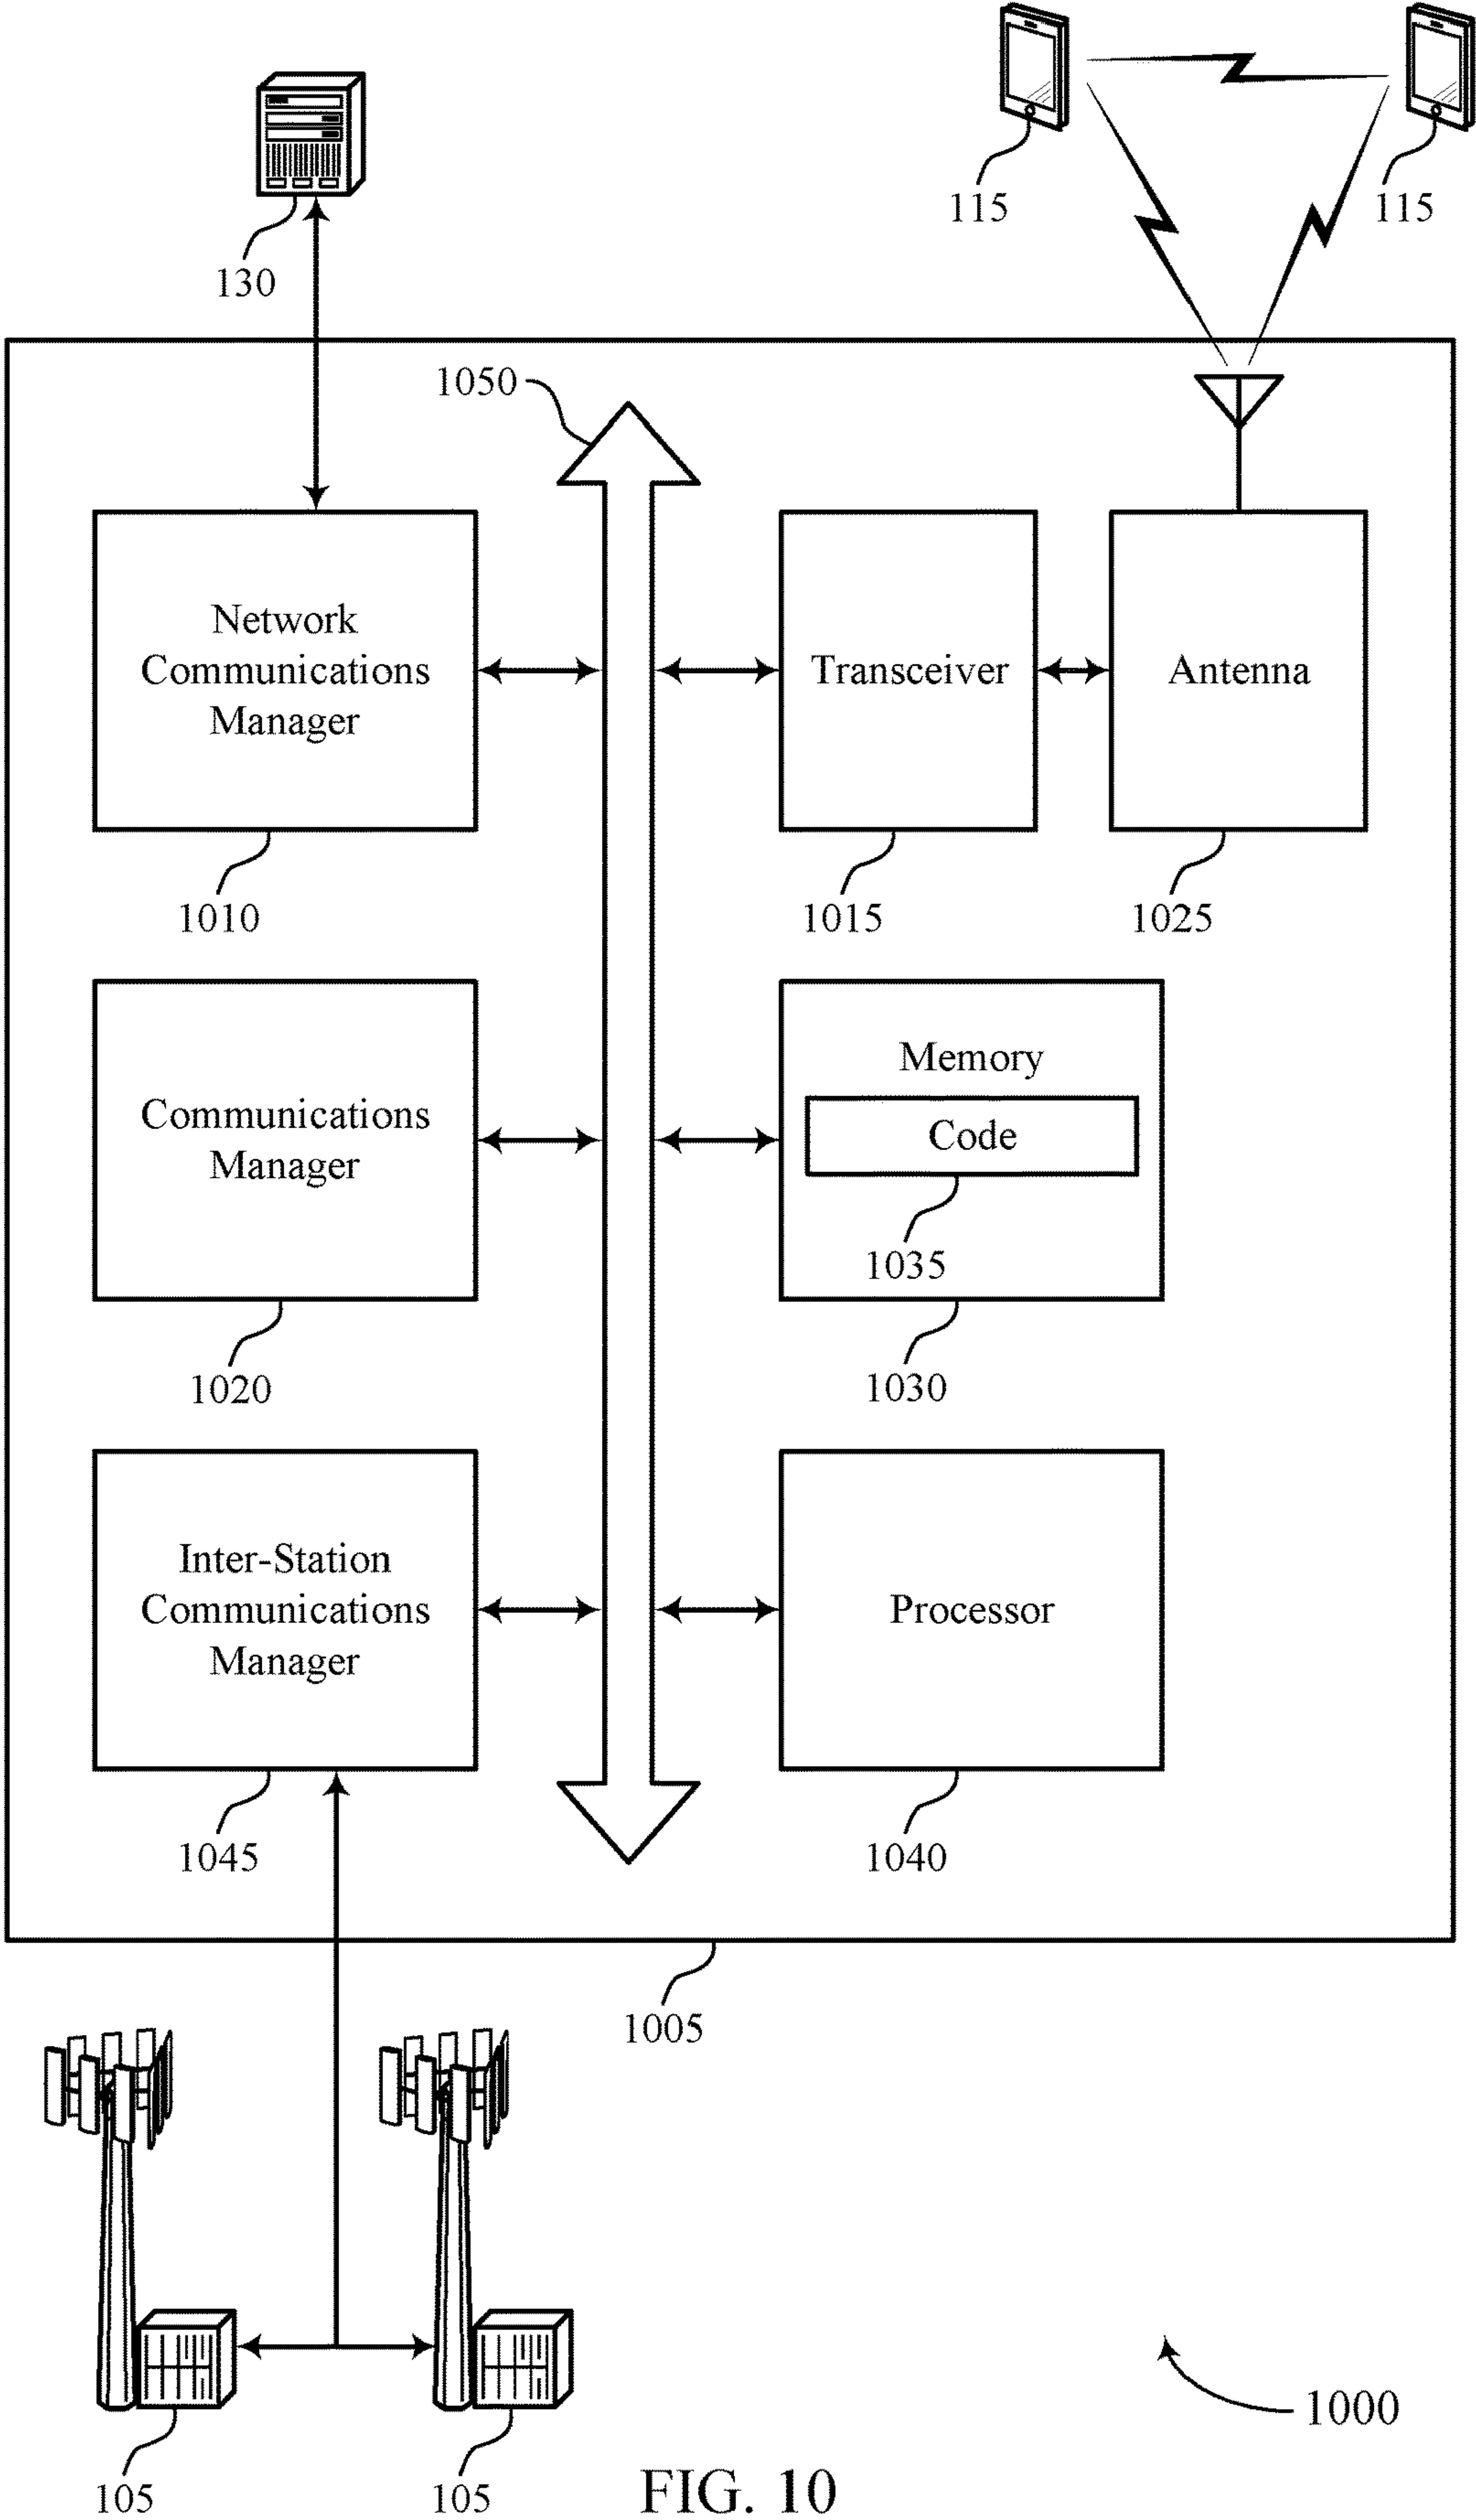 115
115
130
1050
Network
Communications
Manager
Transceiver
Antenna
1010
1015
1025
Communications
Manager
Memory
Code
1035
1020
1030
Inter-Station
Communications
Manager
Processor
1045
1040
1005
1000
105
105
FIG. 10